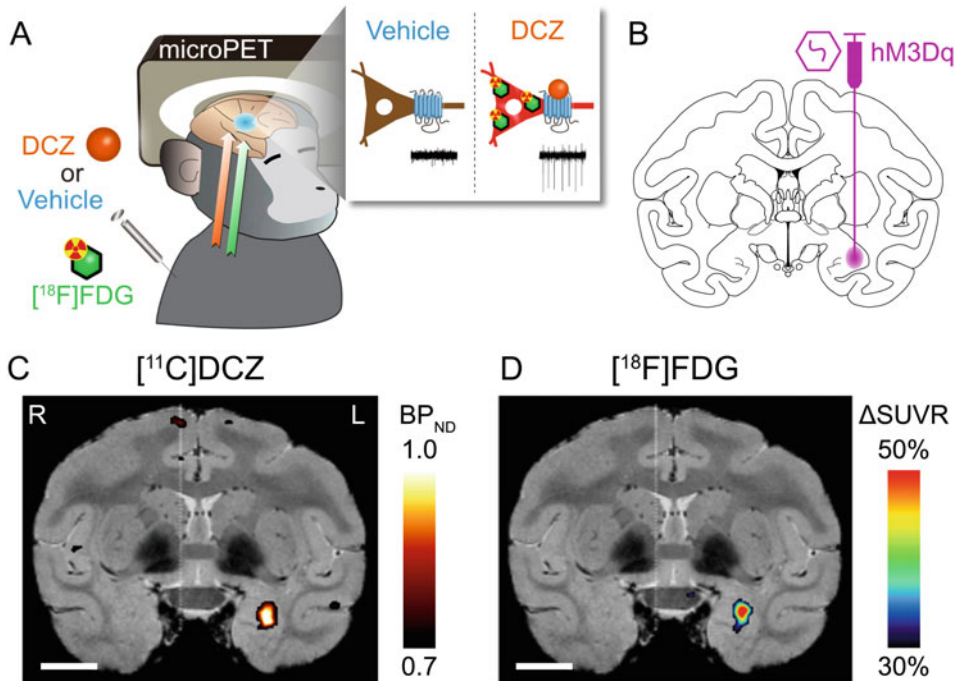 A
microPET
DCZ
or
Vehicle
[¹⁸F]FDG
Vehicle
DCZ
B
hM3Dq
C
[¹¹C]DCZ
R
L
BP_ND
1.0
0.7
D
[¹⁸F]FDG
ΔSUVR
50%
30%